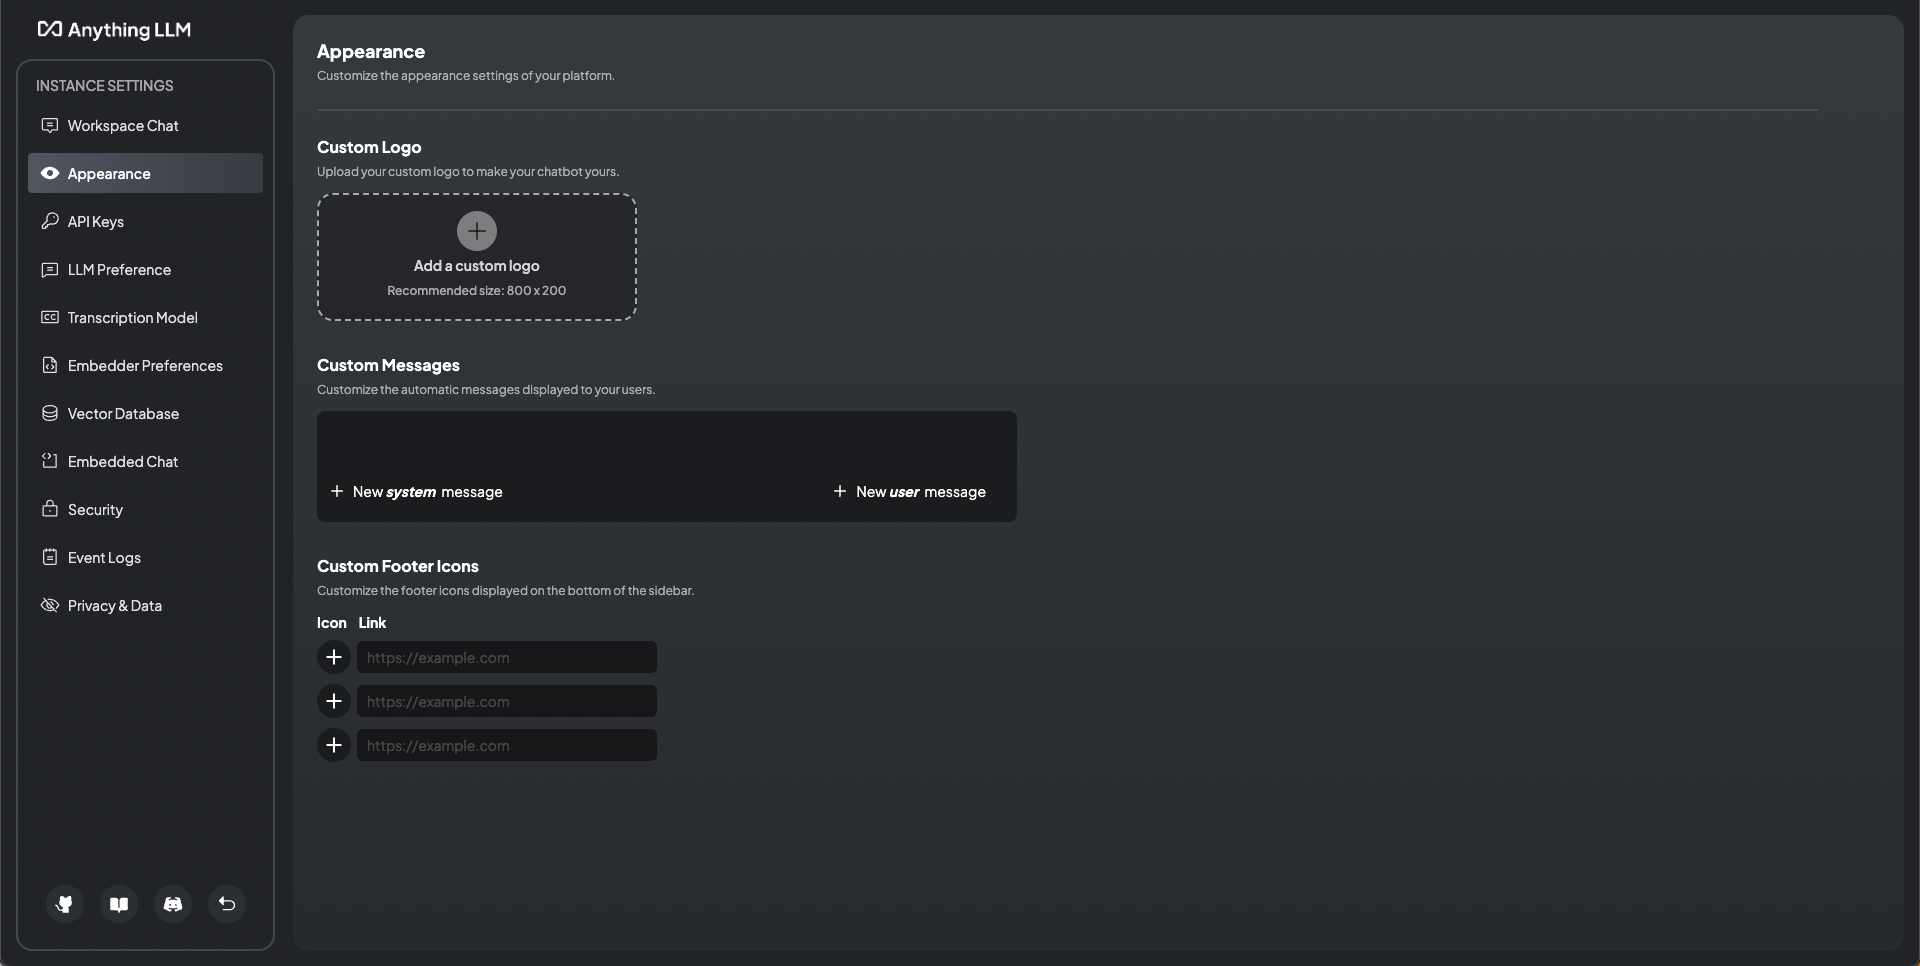 Anything LLM
INSTANCE SETTINGS
Workspace Chat
Appearance
API Keys
LLM Preference
Transcription Model
Embedder Preferences
Vector Database
Embedded Chat
Security
Event Logs
Privacy & Data
Appearance
Customize the appearance settings of your platform.
Custom Logo
Upload your custom logo to make your chatbot yours.
Add a custom logo
Recommended size: 800 x 200
Custom Messages
Customize the automatic messages displayed to your users.
New system message
New user message
Custom Footer Icons
Customize the footer icons displayed on the bottom of the sidebar.
Icon Link
https://example.com
https://example.com
https://example.com